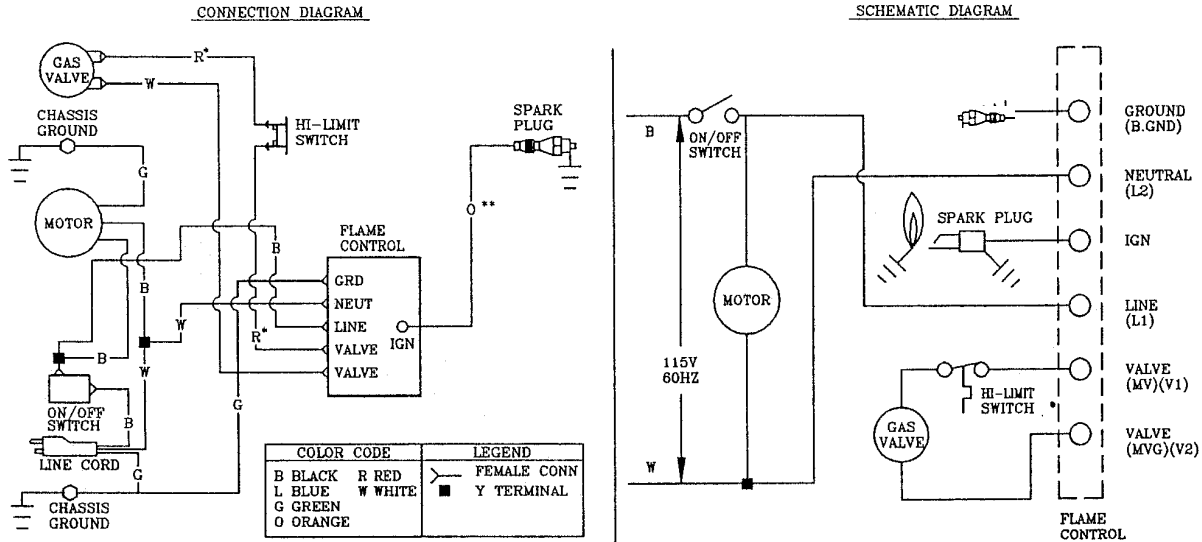 CONNECTION DIAGRAM
GAS
VALVE
R*
W
CHASSIS
GROUND
G
HI-LIMIT
SWITCH
SPARK
PLUG
O**
MOTOR
B
B
FLAME
CONTROL
GRD
NEUT
LINE
VALVE
VALVE
IGN
W
R*
B
W
G
ON/OFF
SWITCH
B
LINE CORD
G
CHASSIS
GROUND
COLOR CODE
B BLACK R RED
L BLUE W WHITE
G GREEN
O ORANGE
LEGEND
FEMALE CONN
Y TERMINAL
SCHEMATIC DIAGRAM
B
ON/OFF
SWITCH
115V
60HZ
MOTOR
W
SPARK PLUG
HI-LIMIT
SWITCH
GAS
VALVE
GROUND
(B.GND)
NEUTRAL
(L2)
IGN
LINE
(L1)
VALVE
(MV)(V1)
VALVE
(MVG)(V2)
FLAME
CONTROL